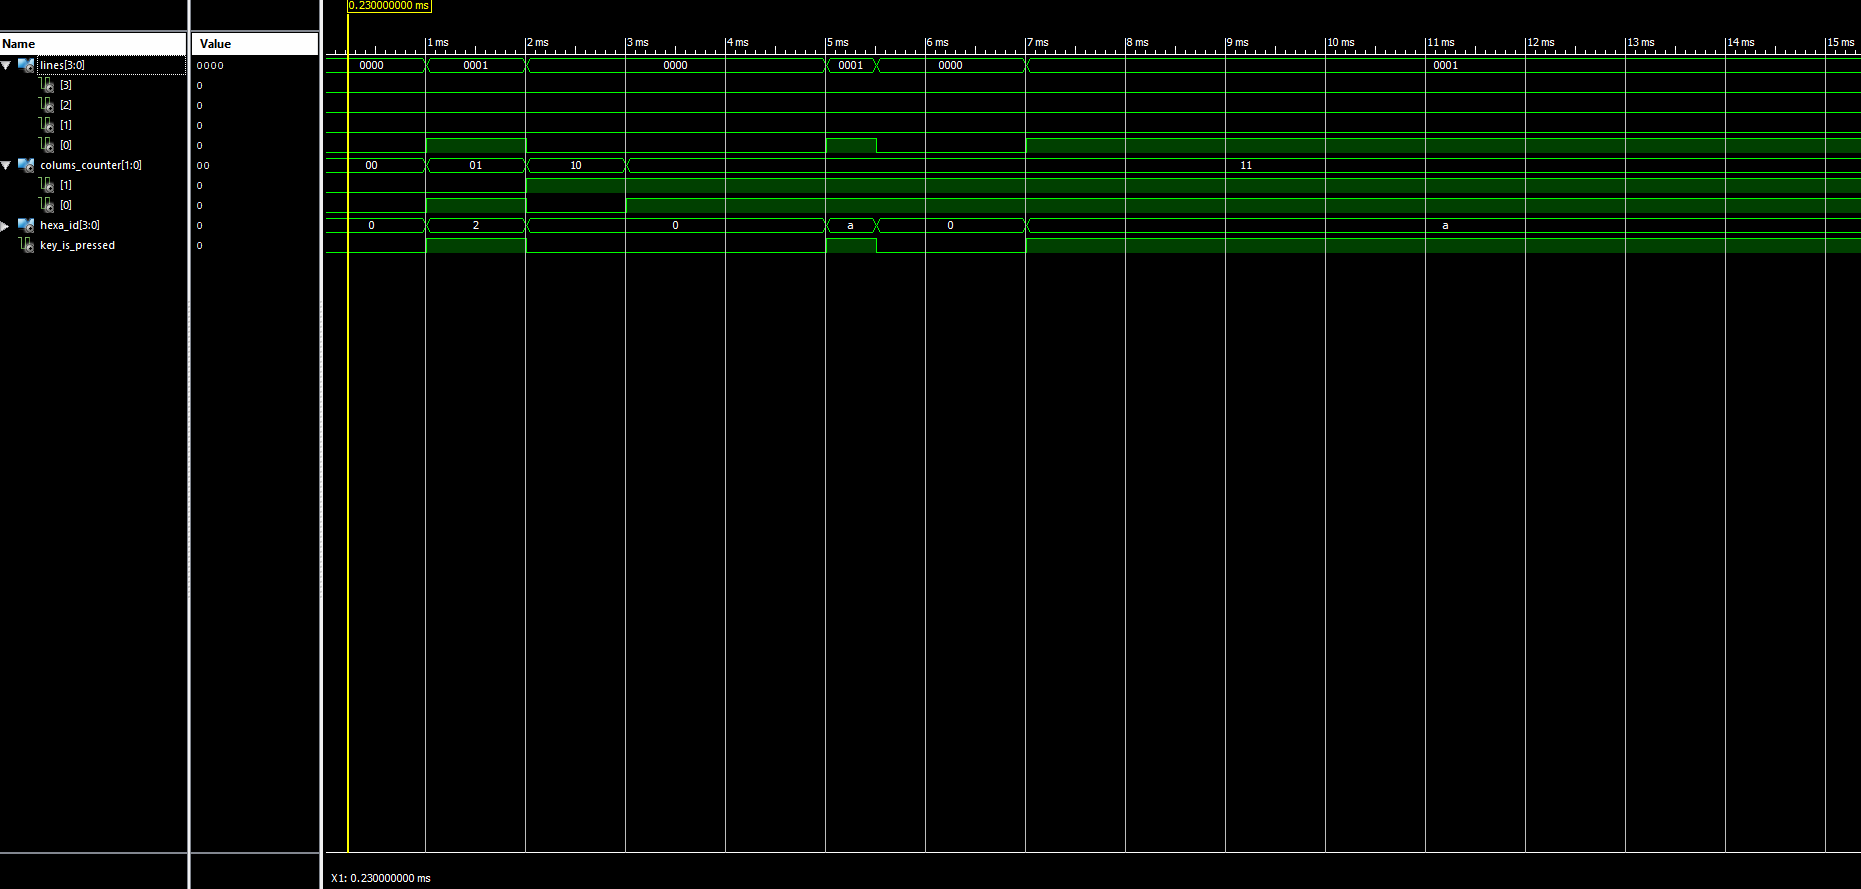 0.230000000 ms
Name Value
1 ms 2 ms 3 ms 4 ms 5 ms 6 ms 7 ms 8 ms 9 ms 10 ms 11 ms 12 ms 13 ms 14 ms 15 ms
lines[3:0] 0000 0000 0001 0000 0001 0000 0001
[3] 0
[2] 0
[1] 0
[0] 0
colums_counter[1:0] 00 00 01 10 11
[1] 0
[0] 0
hexa_id[3:0] 0 0 2 0 a 0 a
key_is_pressed 0
X1: 0.230000000 ms